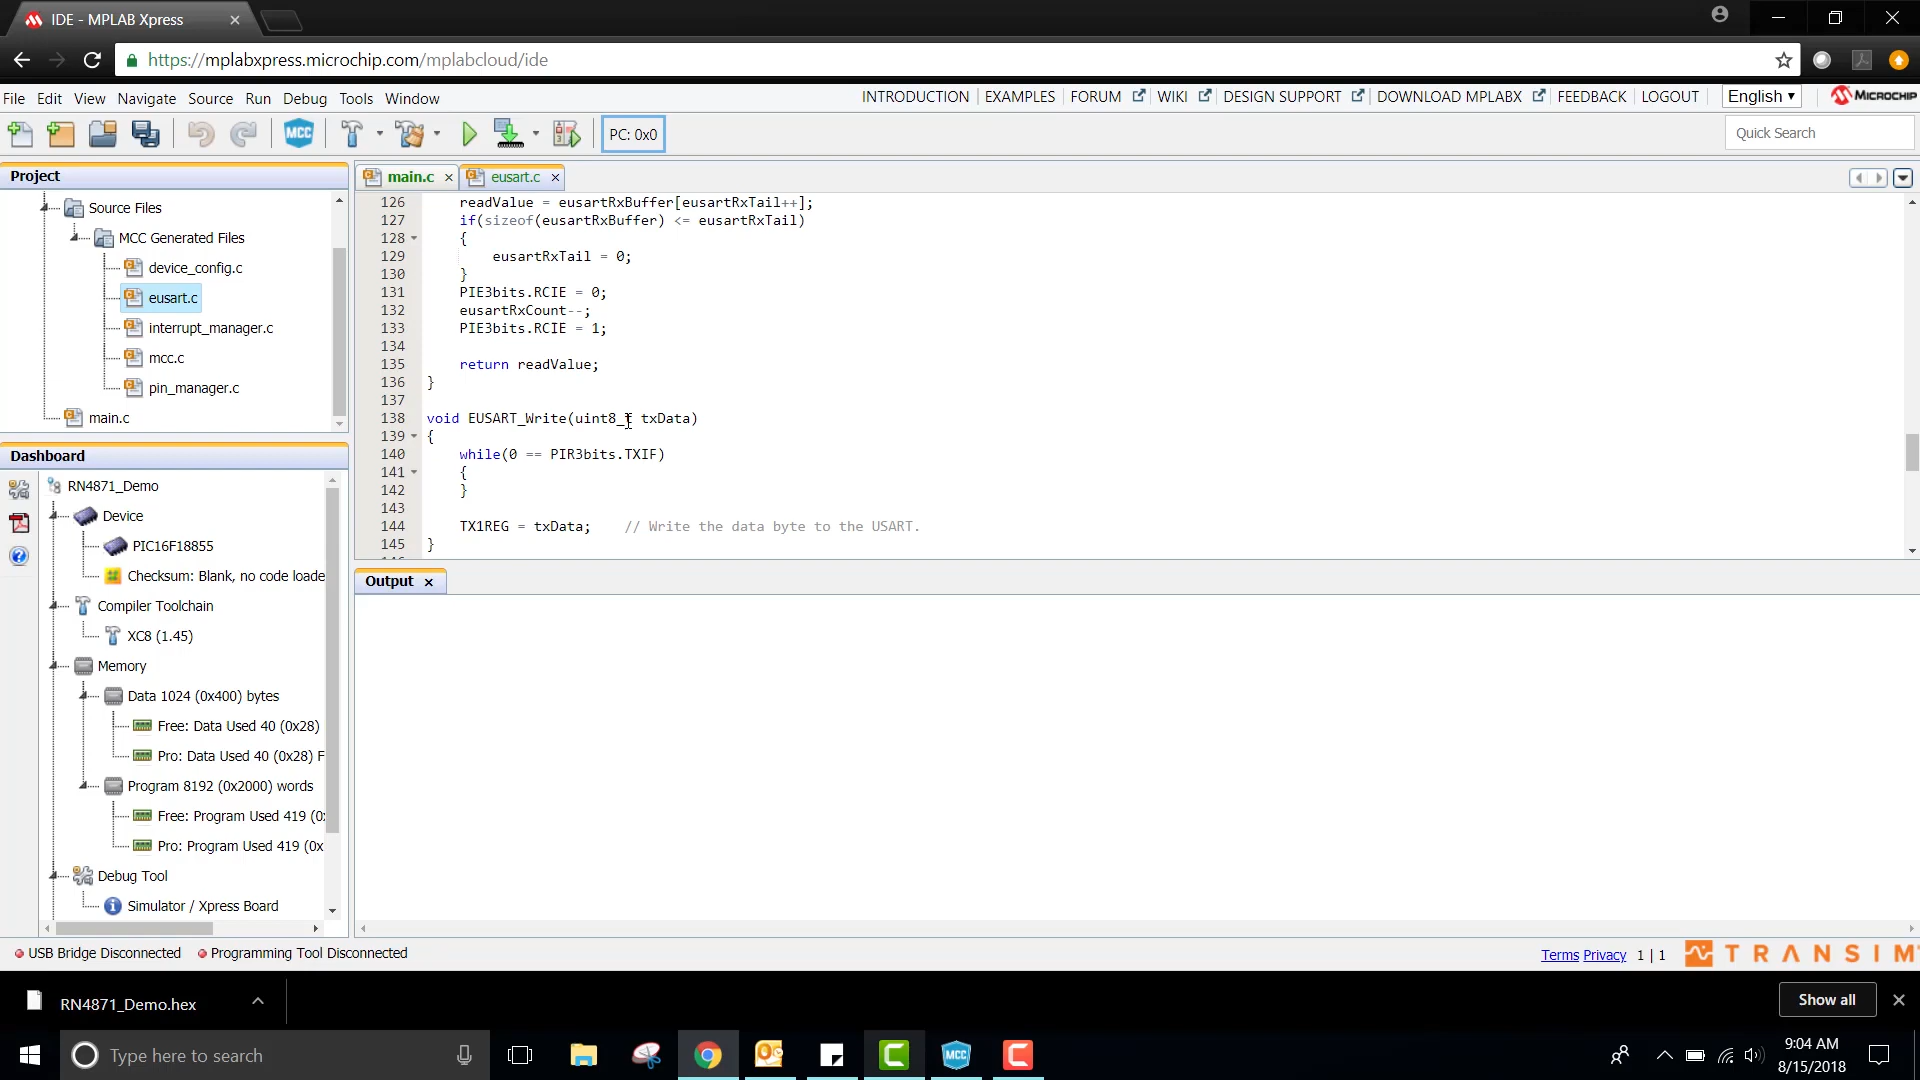 IDE - MPLAB Xpress
https://mplabxpress.microchip.com/mplabcloud/ide
File Edit View Navigate Source Run Debug Tools Window
INTRODUCTION | EXAMPLES | FORUM | WIKI | DESIGN SUPPORT | DOWNLOAD MPLABX | FEEDBACK | LOGOUT English MICROCHIP
MCC PC: 0x0 Quick Search
Project
Source Files
MCC Generated Files
device_config.c
eusart.c
interrupt_manager.c
mcc.c
pin_manager.c
main.c
main.c eusart.c
126 readValue = eusartRxBuffer[eusartRxTail++];
127 if(sizeof(eusartRxBuffer) <= eusartRxTail)
128 {
129 eusartRxTail = 0;
130 }
131 PIE3bits.RCIE = 0;
132 eusartRxCount--;
133 PIE3bits.RCIE = 1;
134
135 return readValue;
136 }
137
138 void EUSART_Write(uint8_t txData)
139 {
140 while(0 == PIR3bits.TXIF)
141 {
142 }
143
144 TX1REG = txData; // Write the data byte to the USART.
145 }
Dashboard
RN4871_Demo
Device
PIC16F18855
Checksum: Blank, no code loade
Compiler Toolchain
XC8 (1.45)
Memory
Data 1024 (0x400) bytes
Free: Data Used 40 (0x28)
Pro: Data Used 40 (0x28) F
Program 8192 (0x2000) words
Free: Program Used 419 (0x
Pro: Program Used 419 (0x
Debug Tool
Simulator / Xpress Board
Output
USB Bridge Disconnected Programming Tool Disconnected
Terms Privacy 1 | 1 TRANSIM
RN4871_Demo.hex
Show all
Type here to search
MCC
9:04 AM
8/15/2018